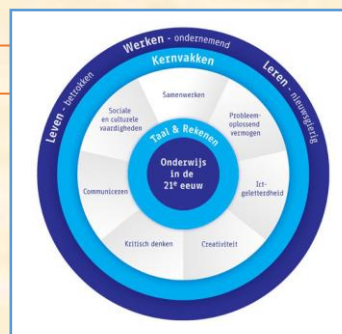 Werken - ondernemend
Leven - betrokken
Leren - nieuwsgierig
Kernvakken
Samenwerken
Probleem-
oplossend
vermogen
Ict-
geletterdheid
Creativiteit
Kritisch denken
Communiceren
Sociale
en culturele
vaardigheden
Taal & Rekenen
Onderwijs
in de
21e eeuw